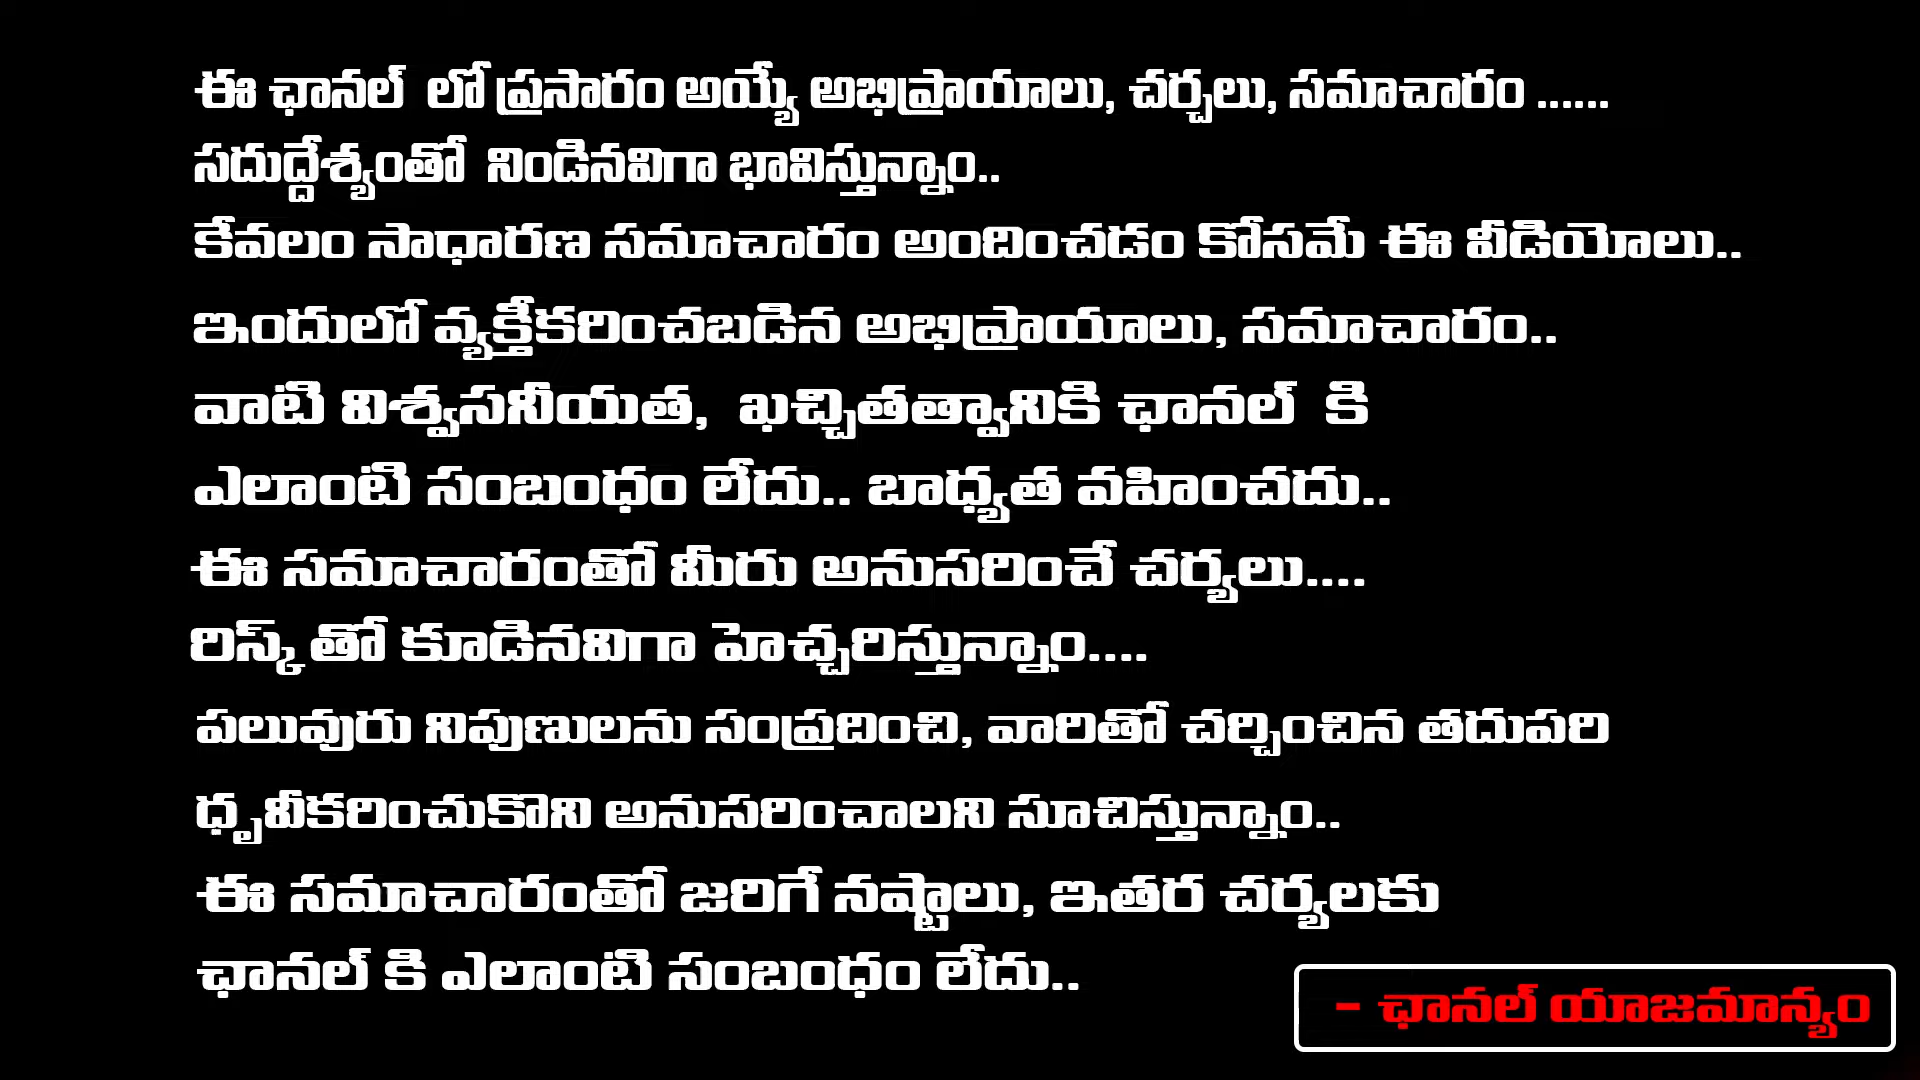 ఈ ఛానల్ లో ప్రసారం అయ్యే అభిప్రాయాలు, చర్చలు, సమాచారం ......
సదుద్దేశ్యంతో నిండినవిగా భావిస్తున్నాం..
కేవలం సాధారణ సమాచారం అందించడం కోసమే ఈ వీడియోలు..
ఇందులో వ్యక్తీకరించబడిన అభిప్రాయాలు, సమాచారం..
వాటి విశ్వసనీయత, ఖచ్చితత్వానికి ఛానల్ కి
ఎలాంటి సంబంధం లేదు.. బాధ్యత వహించదు..
ఈ సమాచారంతో మీరు అనుసరించే చర్యలు....
రిస్క్ తో కూడినవిగా హెచ్చరిస్తున్నాం....
పలువురు నిపుణులను సంప్రదించి, వారితో చర్చించిన తదుపరి
ధృవీకరించుకొని అనుసరించాలని సూచిస్తున్నాం..
ఈ సమాచారంతో జరిగే నష్టాలు, ఇతర చర్యలకు
ఛానల్ కి ఎలాంటి సంబంధం లేదు..
- ఛానల్ యాజమాన్యం